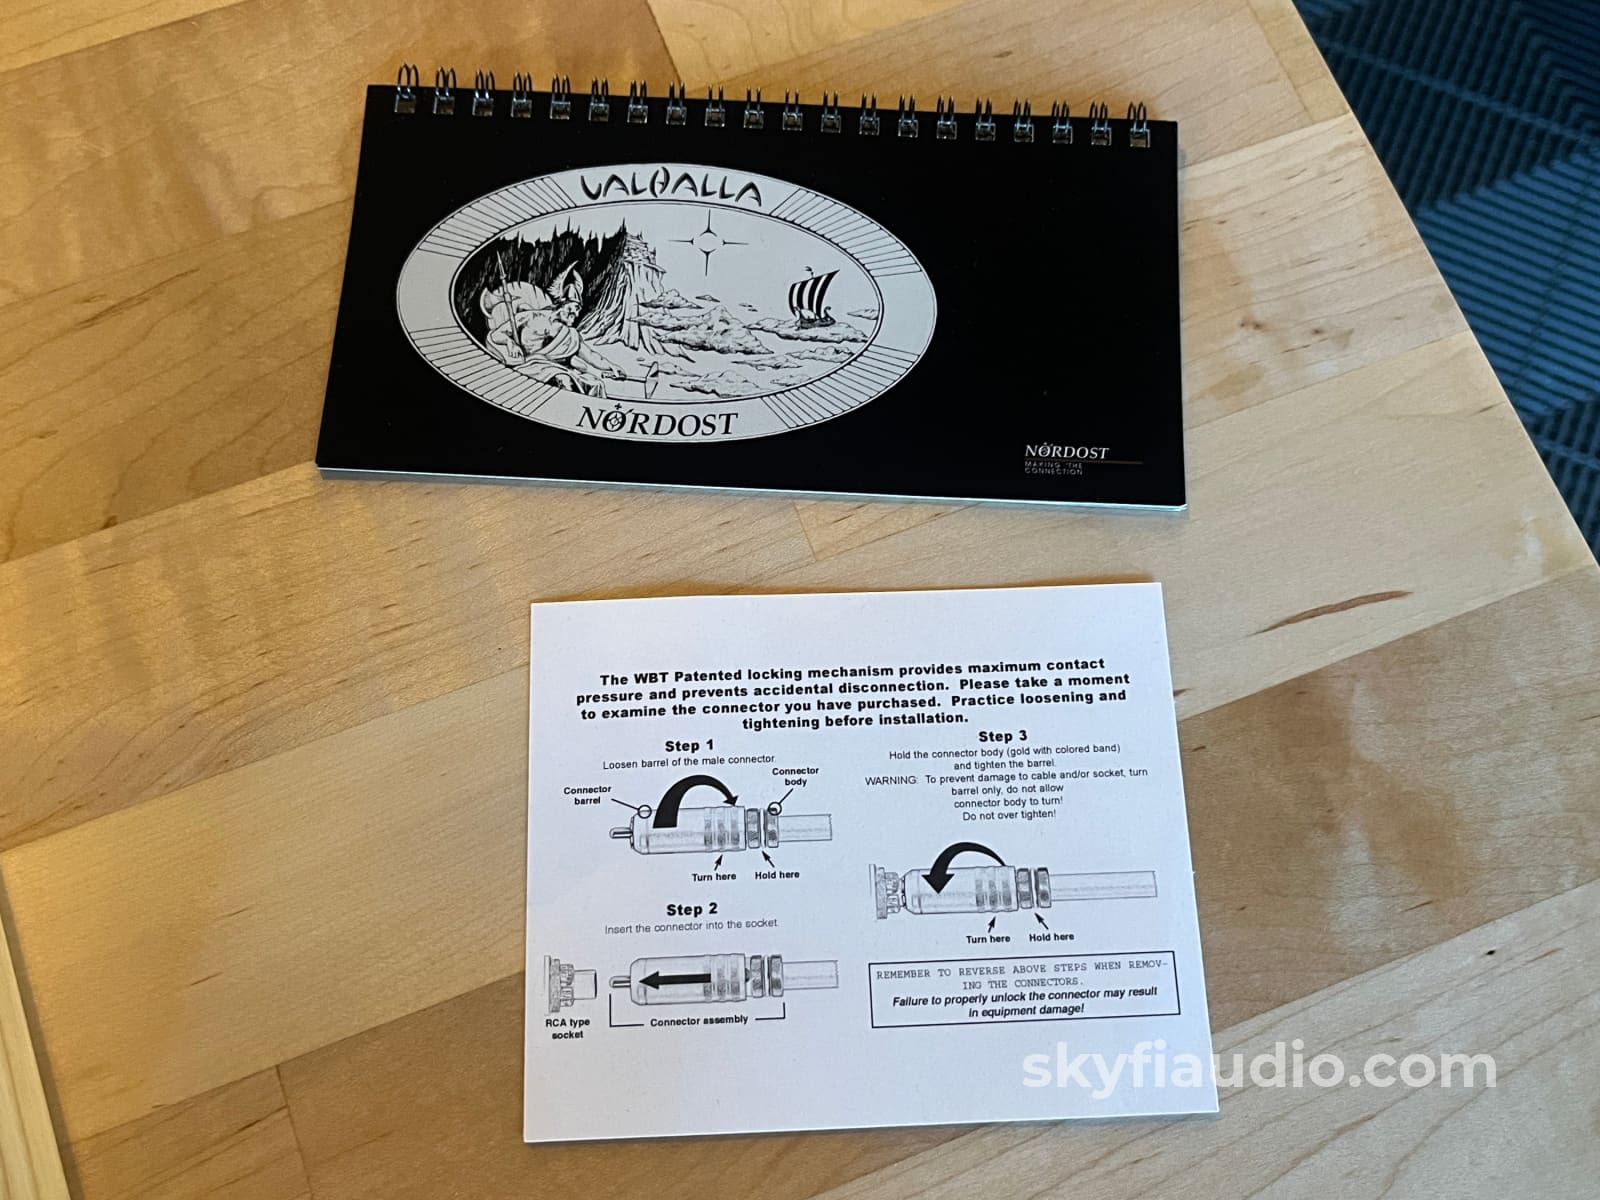 VALHALLA
NORDOST
NORDOST
MAKING THE
CONNECTION
The WBT Patented locking mechanism provides maximum contact
pressure and prevents accidental disconnection. Please take a moment
to examine the connector you have purchased. Practice loosening and
tightening before installation.
Step 1
Loosen barrel of the male connector.
Connector
barrel
Connector
body
Turn here
Hold here
Step 2
Insert the connector into the socket.
RCA type
socket
Connector assembly
Step 3
Hold the connector body (gold with colored band)
and tighten the barrel.
WARNING: To prevent damage to cable and/or socket, turn
barrel only, do not allow
connector body to turn!
Do not over tighten!
Turn here
Hold here
REMEMBER TO REVERSE ABOVE STEPS WHEN REMOV-
ING THE CONNECTORS.
Failure to properly unlock the connector may result
in equipment damage!
skyfiaudio.com